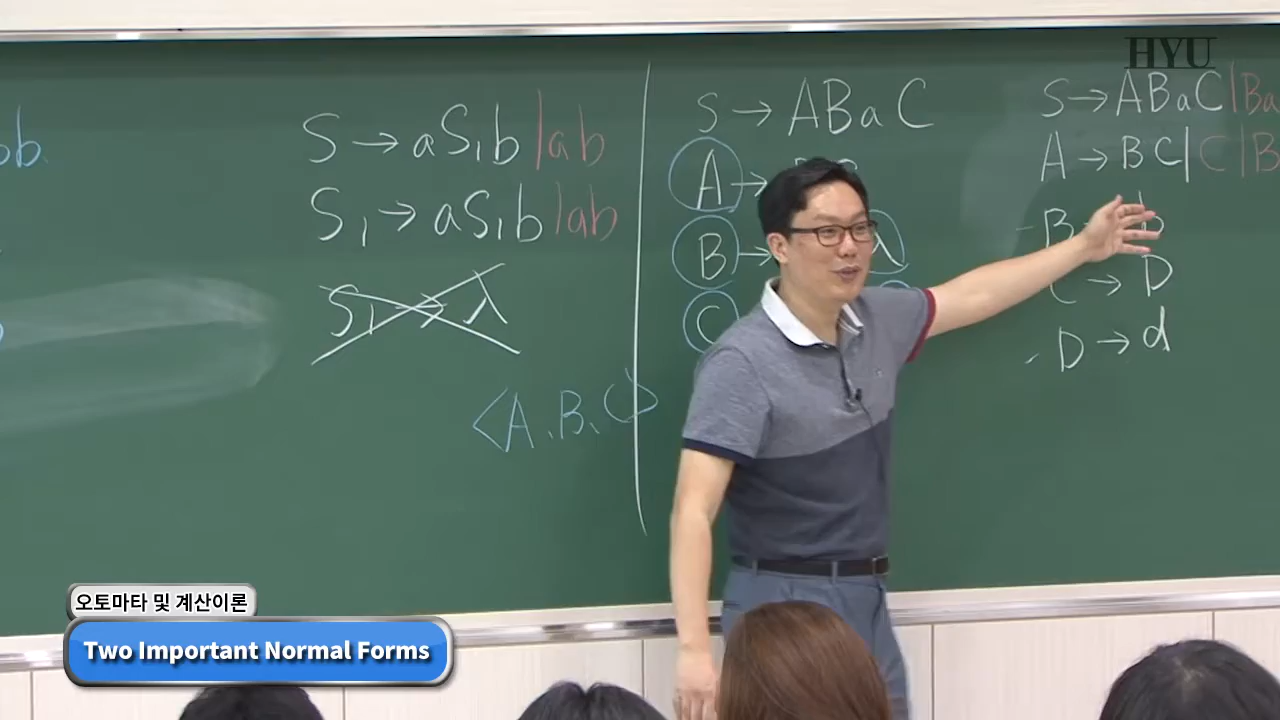 HYU
bb
S → aS₁b | ab
S₁ → aS₁b | ab
S₁ → λ
<A, B, C>
S → ABaC
A →
B → λ
C
S → ABaC | Ba
A → BC | C | B
B → b
C → D
D → d
오토마타 및 계산이론
Two Important Normal Forms